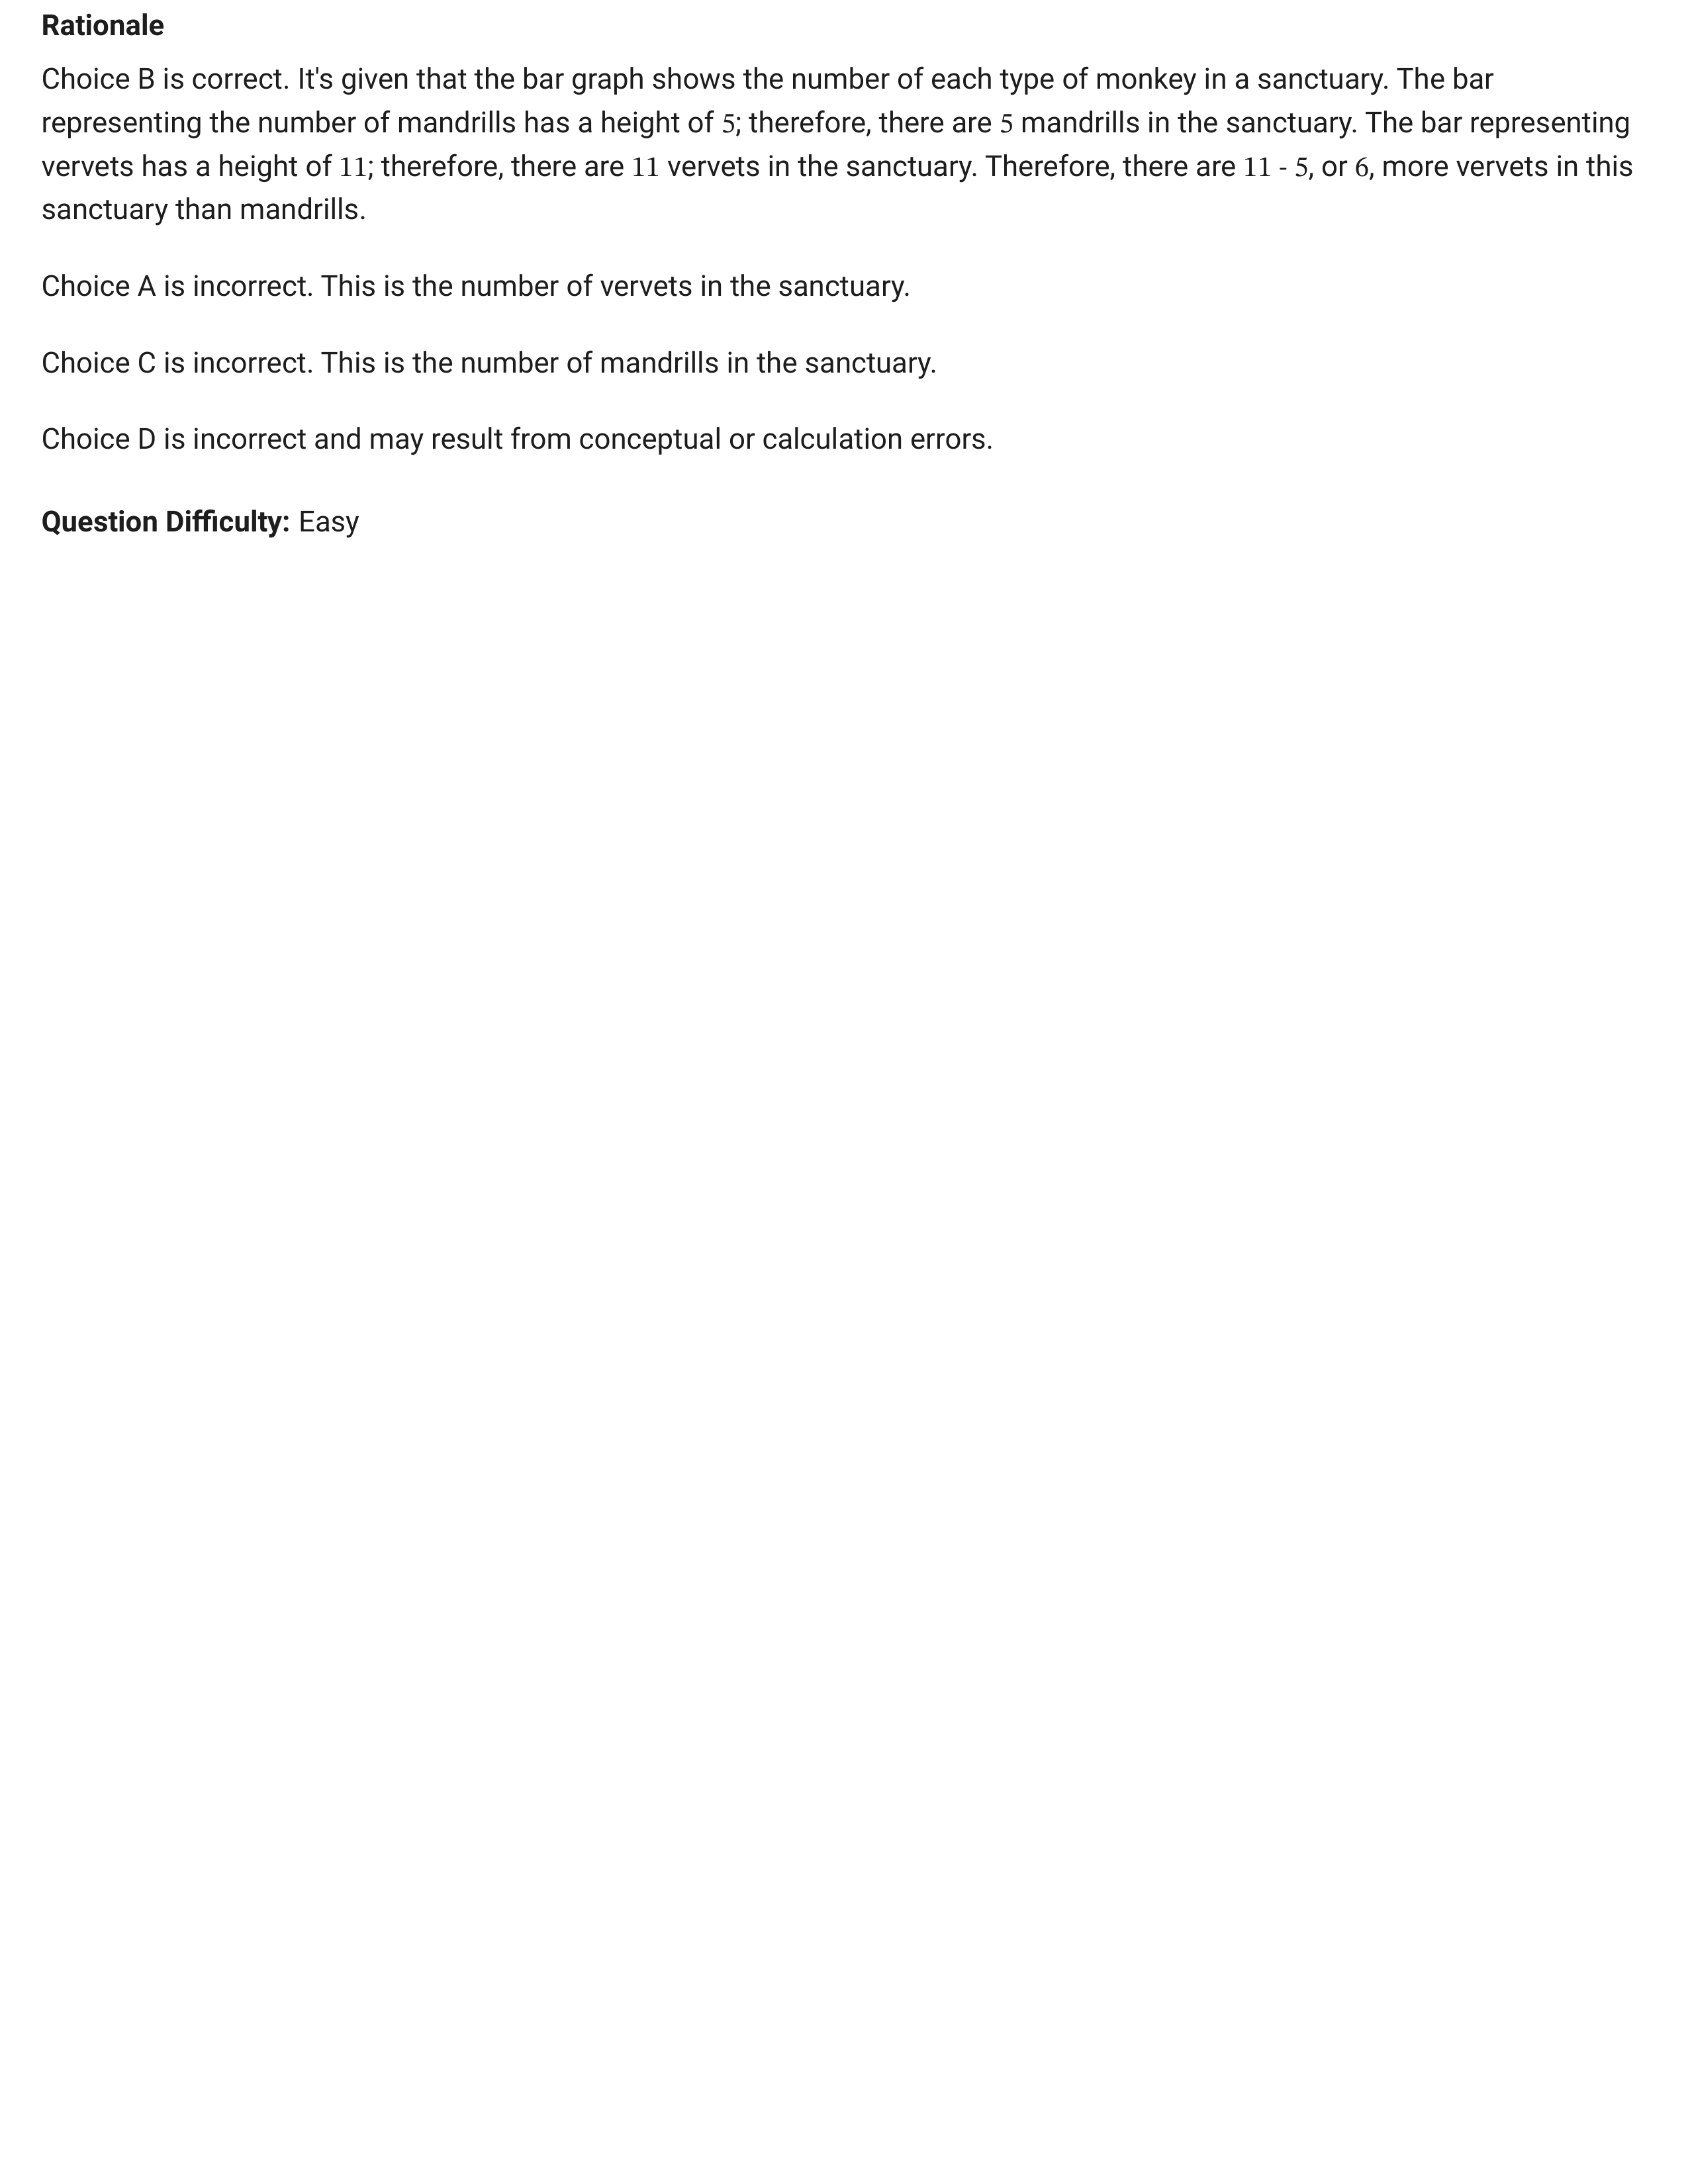 Rationale
Choice B is correct. It's given that the bar graph shows the number of each type of monkey in a sanctuary. The bar
representing the number of mandrills has a height of 5; therefore, there are 5 mandrills in the sanctuary. The bar representing
vervets has a height of 11; therefore, there are 11 vervets in the sanctuary. Therefore, there are 11 - 5, or 6, more vervets in this
sanctuary than mandrills.
Choice A is incorrect. This is the number of vervets in the sanctuary.
Choice C is incorrect. This is the number of mandrills in the sanctuary.
Choice D is incorrect and may result from conceptual or calculation errors.
Question Difficulty: Easy